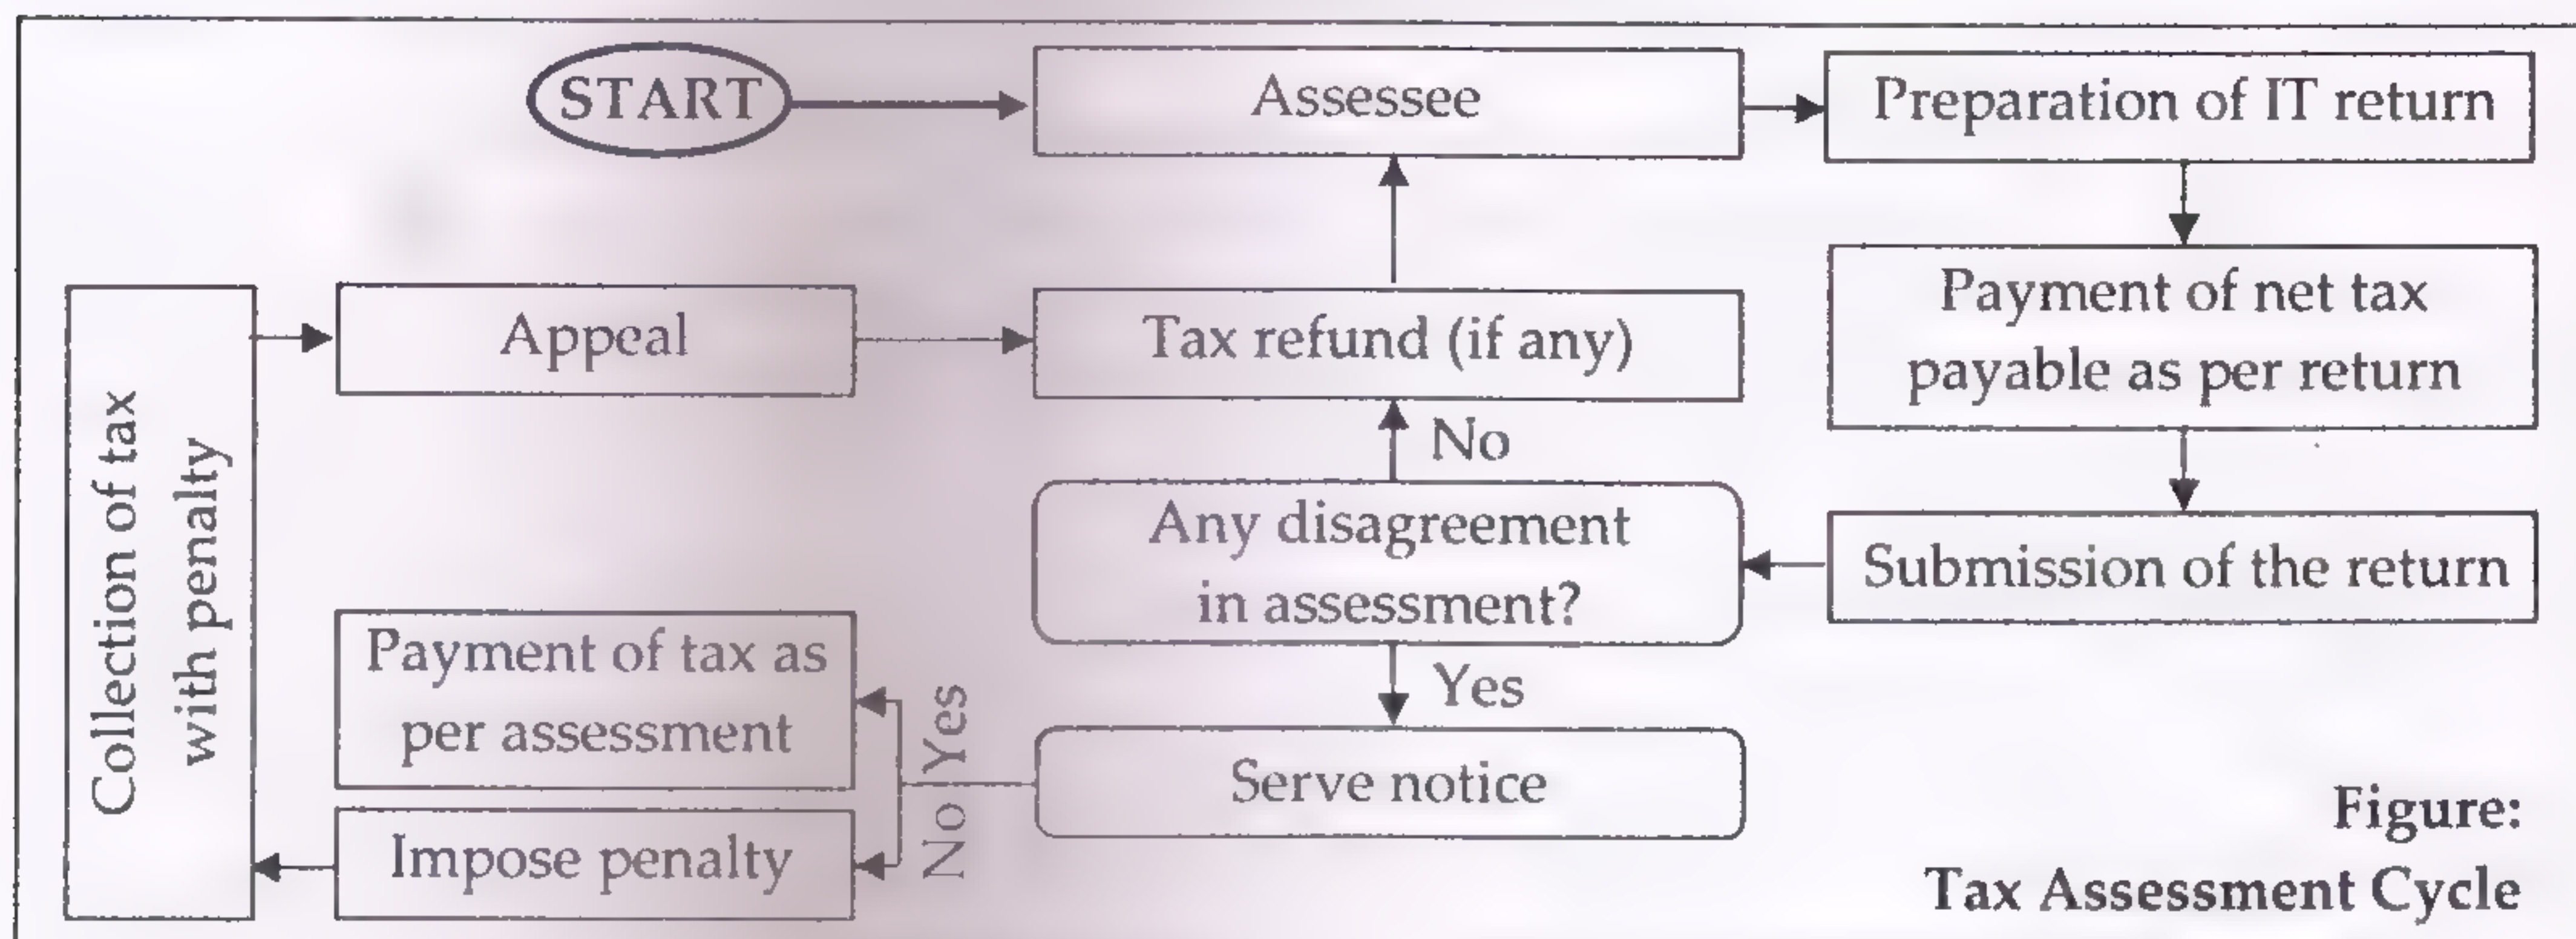 START
Assessee
Preparation of IT return
Payment of net tax
payable as per return
Submission of the return
Any disagreement
in assessment?
No
Tax refund (if any)
Yes
Serve notice
Yes
No
Payment of tax as
per assessment
Impose penalty
Collection of tax
with penalty
Appeal
Figure:
Tax Assessment Cycle